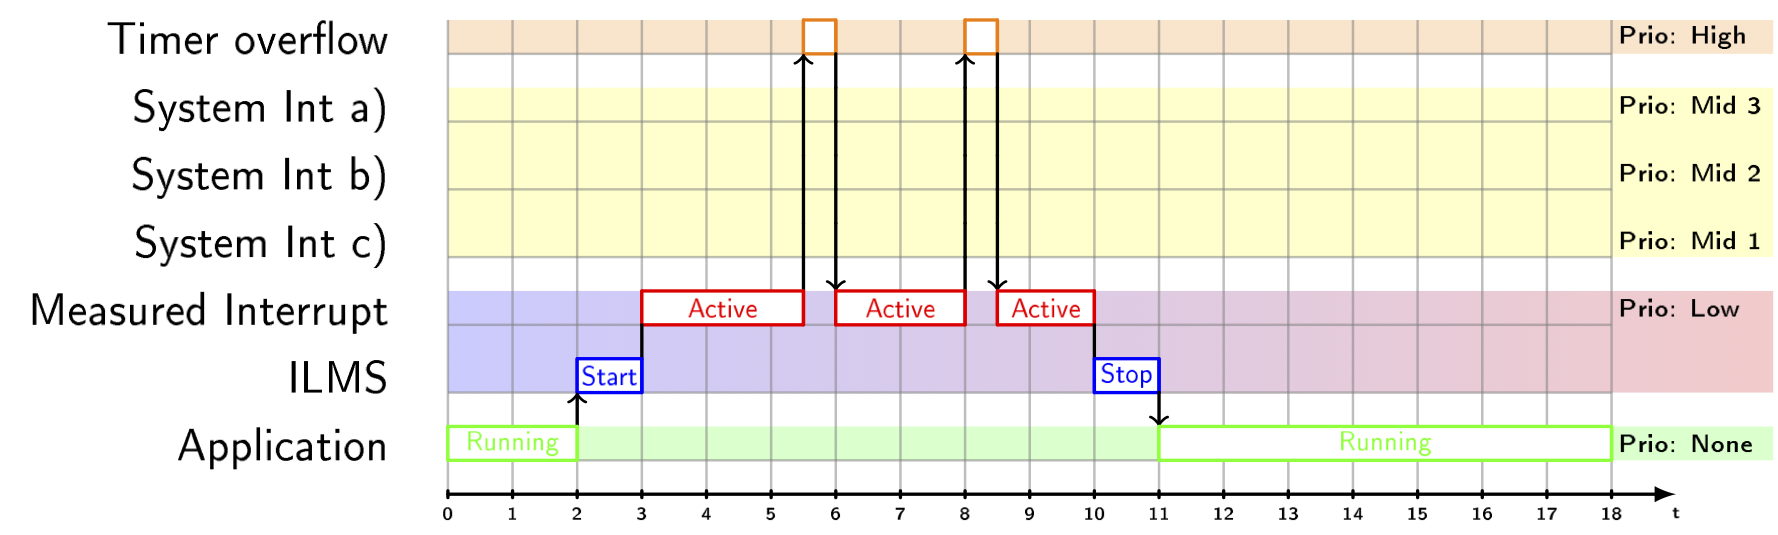 Timer overflow
Prio: High
System Int a)
Prio: Mid 3
System Int b)
Prio: Mid 2
System Int c)
Prio: Mid 1
Measured Interrupt
Active
Active
Active
Prio: Low
ILMS
Start
Stop
Application
Running
Running
Prio: None
0 1 2 3 4 5 6 7 8 9 10 11 12 13 14 15 16 17 18 t